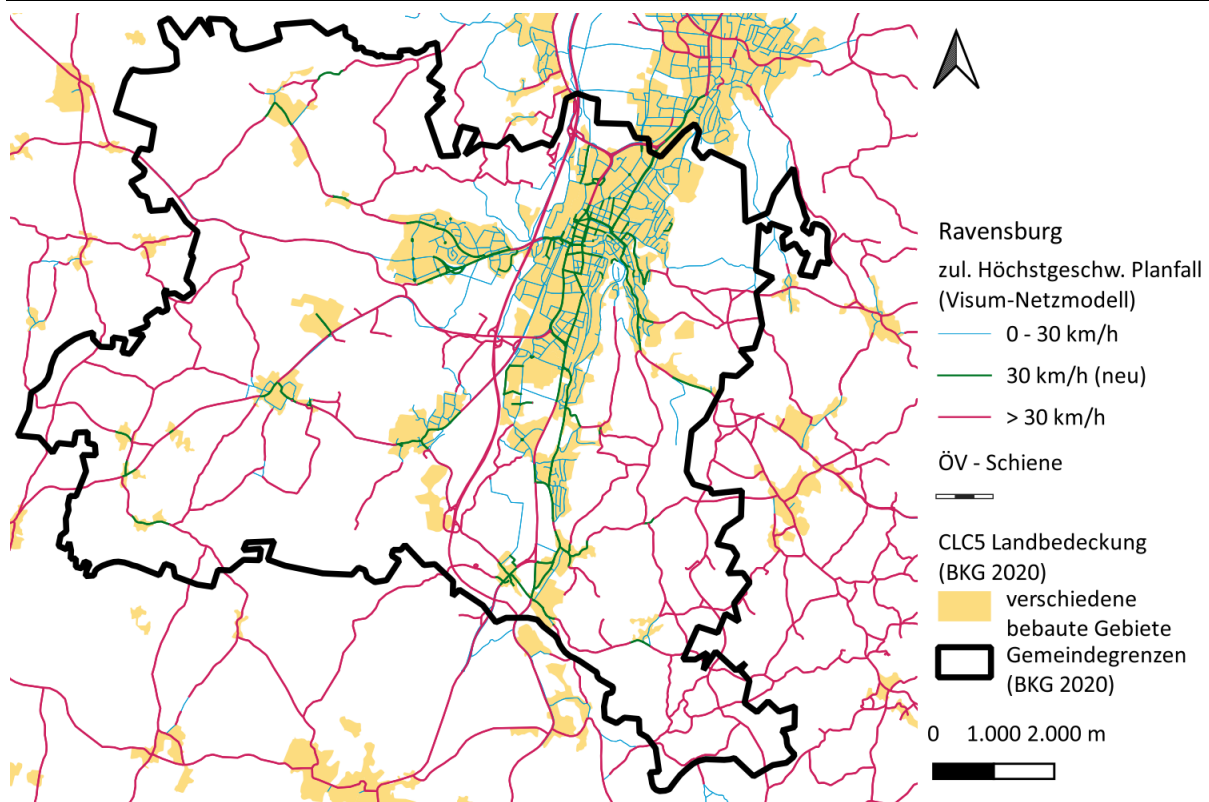 Ravensburg
zul. Höchstgeschw. Planfall
(Visum-Netzmodell)
0 - 30 km/h
30 km/h (neu)
> 30 km/h
ÖV - Schiene
CLC5 Landbedeckung
(BKG 2020)
verschiedene
bebaute Gebiete
Gemeindegrenzen
(BKG 2020)
0 1.000 2.000 m